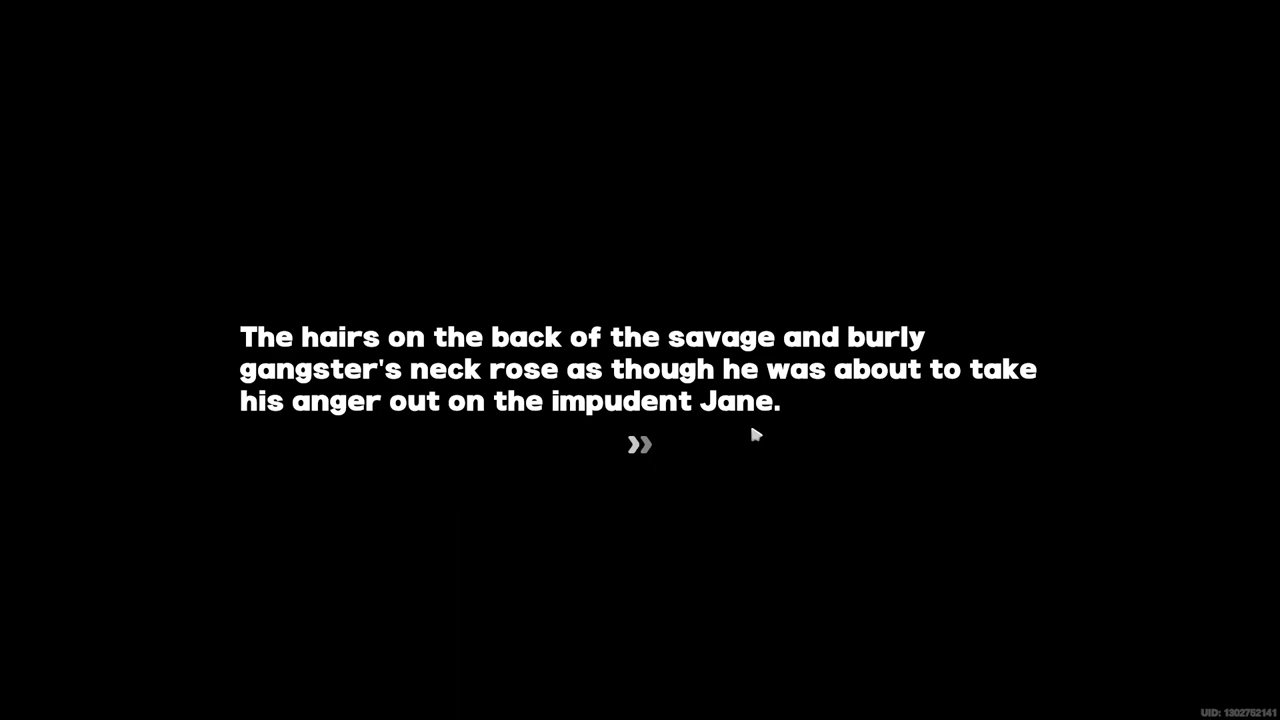 The hairs on the back of the savage and burly
gangster's neck rose as though he was about to take
his anger out on the impudent Jane.
UID: 1302752141